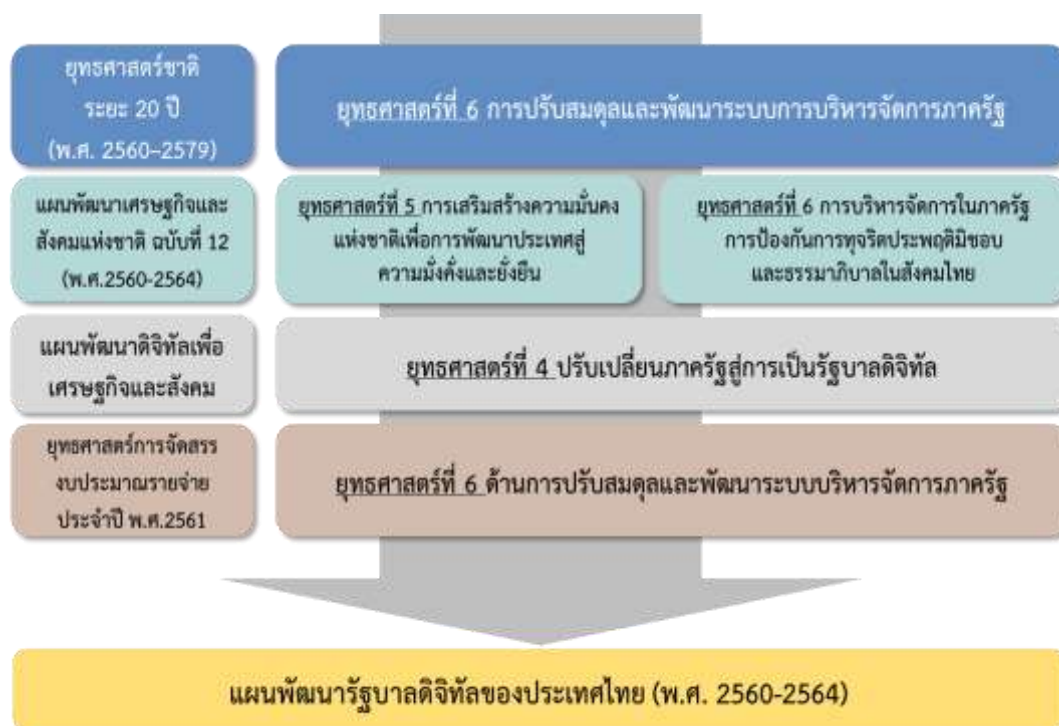 ยุทธศาสตร์ชาติ
ระยะ 20 ปี
(พ.ศ. 2560–2579)
ยุทธศาสตร์ที่ 6 การปรับสมดุลและพัฒนาระบบการบริหารจัดการภาครัฐ
แผนพัฒนาเศรษฐกิจและ
สังคมแห่งชาติ ฉบับที่ 12
(พ.ศ.2560-2564)
ยุทธศาสตร์ที่ 5 การเสริมสร้างความมั่นคง
แห่งชาติเพื่อการพัฒนาประเทศสู่
ความมั่งคั่งและยั่งยืน
ยุทธศาสตร์ที่ 6 การบริหารจัดการในภาครัฐ
การป้องกันการทุจริตประพฤติมิชอบ
และธรรมาภิบาลในสังคมไทย
แผนพัฒนาดิจิทัลเพื่อ
เศรษฐกิจและสังคม
ยุทธศาสตร์ที่ 4 ปรับเปลี่ยนภาครัฐสู่การเป็นรัฐบาลดิจิทัล
ยุทธศาสตร์การจัดสรร
งบประมาณรายจ่าย
ประจำปี พ.ศ.2561
ยุทธศาสตร์ที่ 6 ด้านการปรับสมดุลและพัฒนาระบบบริหารจัดการภาครัฐ
แผนพัฒนารัฐบาลดิจิทัลของประเทศไทย (พ.ศ. 2560-2564)